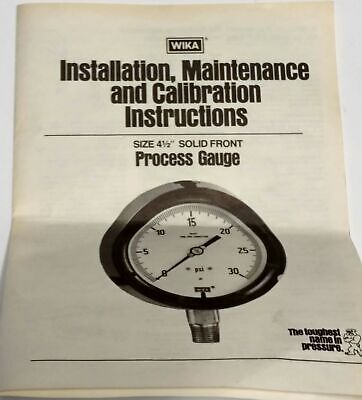 WIKA ®
Installation, Maintenance
and Calibration
Instructions
SIZE 4½" SOLID FRONT
Process Gauge
15
10
20
5
25
psi
0
30
WIKA
The toughest
name in
pressure.